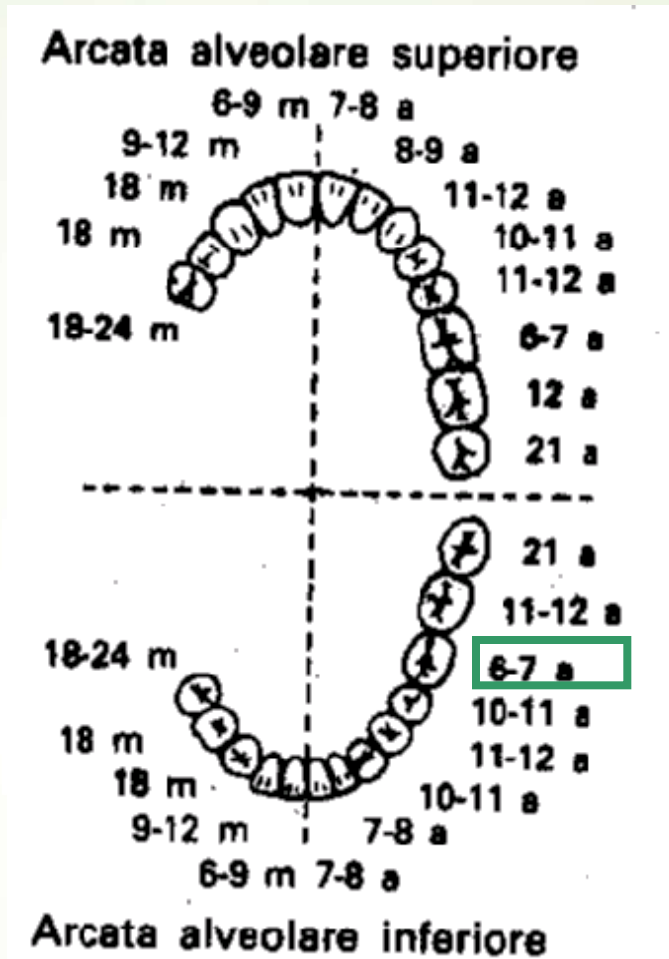 Arcata alveolare superiore
6-9 m 7-8 a
9-12 m 8-9 a
18 m 11-12 a
18 m 10-11 a
11-12 a
18-24 m 6-7 a
12 a
21 a
21 a
11-12 a
18-24 m 6-7 a
10-11 a
18 m 11-12 a
18 m 10-11 a
9-12 m 7-8 a
6-9 m 7-8 a
Arcata alveolare inferiore